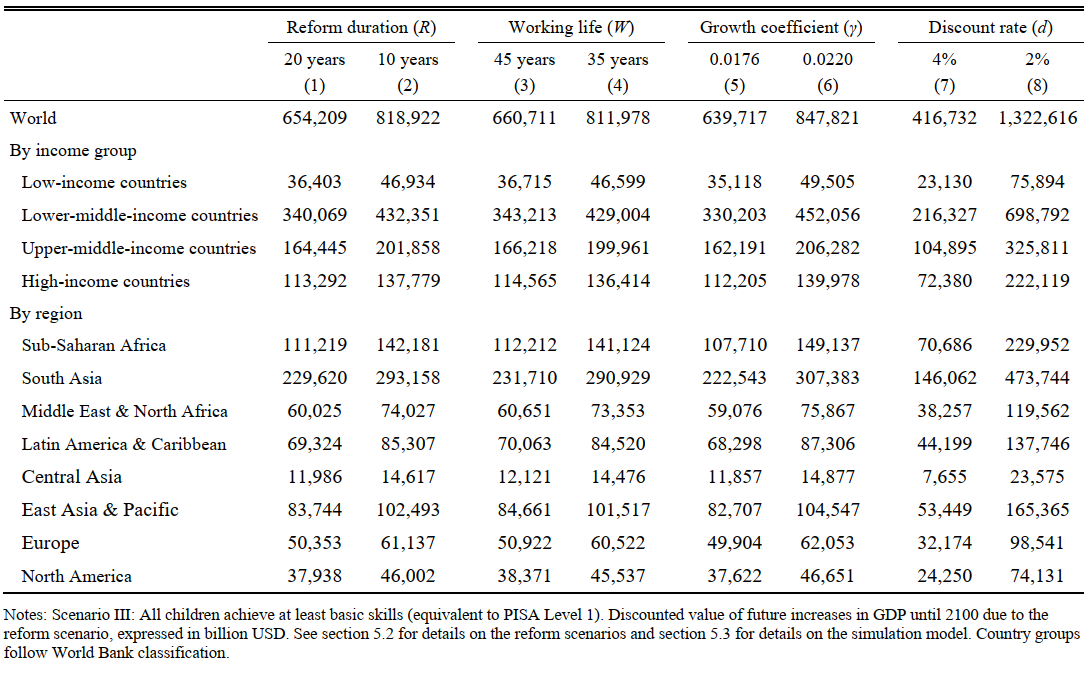 Reform duration (R) Working life (W) Growth coefficient (γ) Discount rate (d)
20 years 10 years 45 years 35 years 0.0176 0.0220 4% 2%
(1) (2) (3) (4) (5) (6) (7) (8)
World 654,209 818,922 660,711 811,978 639,717 847,821 416,732 1,322,616
By income group
Low-income countries 36,403 46,934 36,715 46,599 35,118 49,505 23,130 75,894
Lower-middle-income countries 340,069 432,351 343,213 429,004 330,203 452,056 216,327 698,792
Upper-middle-income countries 164,445 201,858 166,218 199,961 162,191 206,282 104,895 325,811
High-income countries 113,292 137,779 114,565 136,414 112,205 139,978 72,380 222,119
By region
Sub-Saharan Africa 111,219 142,181 112,212 141,124 107,710 149,137 70,686 229,952
South Asia 229,620 293,158 231,710 290,929 222,543 307,383 146,062 473,744
Middle East & North Africa 60,025 74,027 60,651 73,353 59,076 75,867 38,257 119,562
Latin America & Caribbean 69,324 85,307 70,063 84,520 68,298 87,306 44,199 137,746
Central Asia 11,986 14,617 12,121 14,476 11,857 14,877 7,655 23,575
East Asia & Pacific 83,744 102,493 84,661 101,517 82,707 104,547 53,449 165,365
Europe 50,353 61,137 50,922 60,522 49,904 62,053 32,174 98,541
North America 37,938 46,002 38,371 45,537 37,622 46,651 24,250 74,131
Notes: Scenario III: All children achieve at least basic skills (equivalent to PISA Level 1). Discounted value of future increases in GDP until 2100 due to the
reform scenario, expressed in billion USD. See section 5.2 for details on the reform scenarios and section 5.3 for details on the simulation model. Country groups
follow World Bank classification.